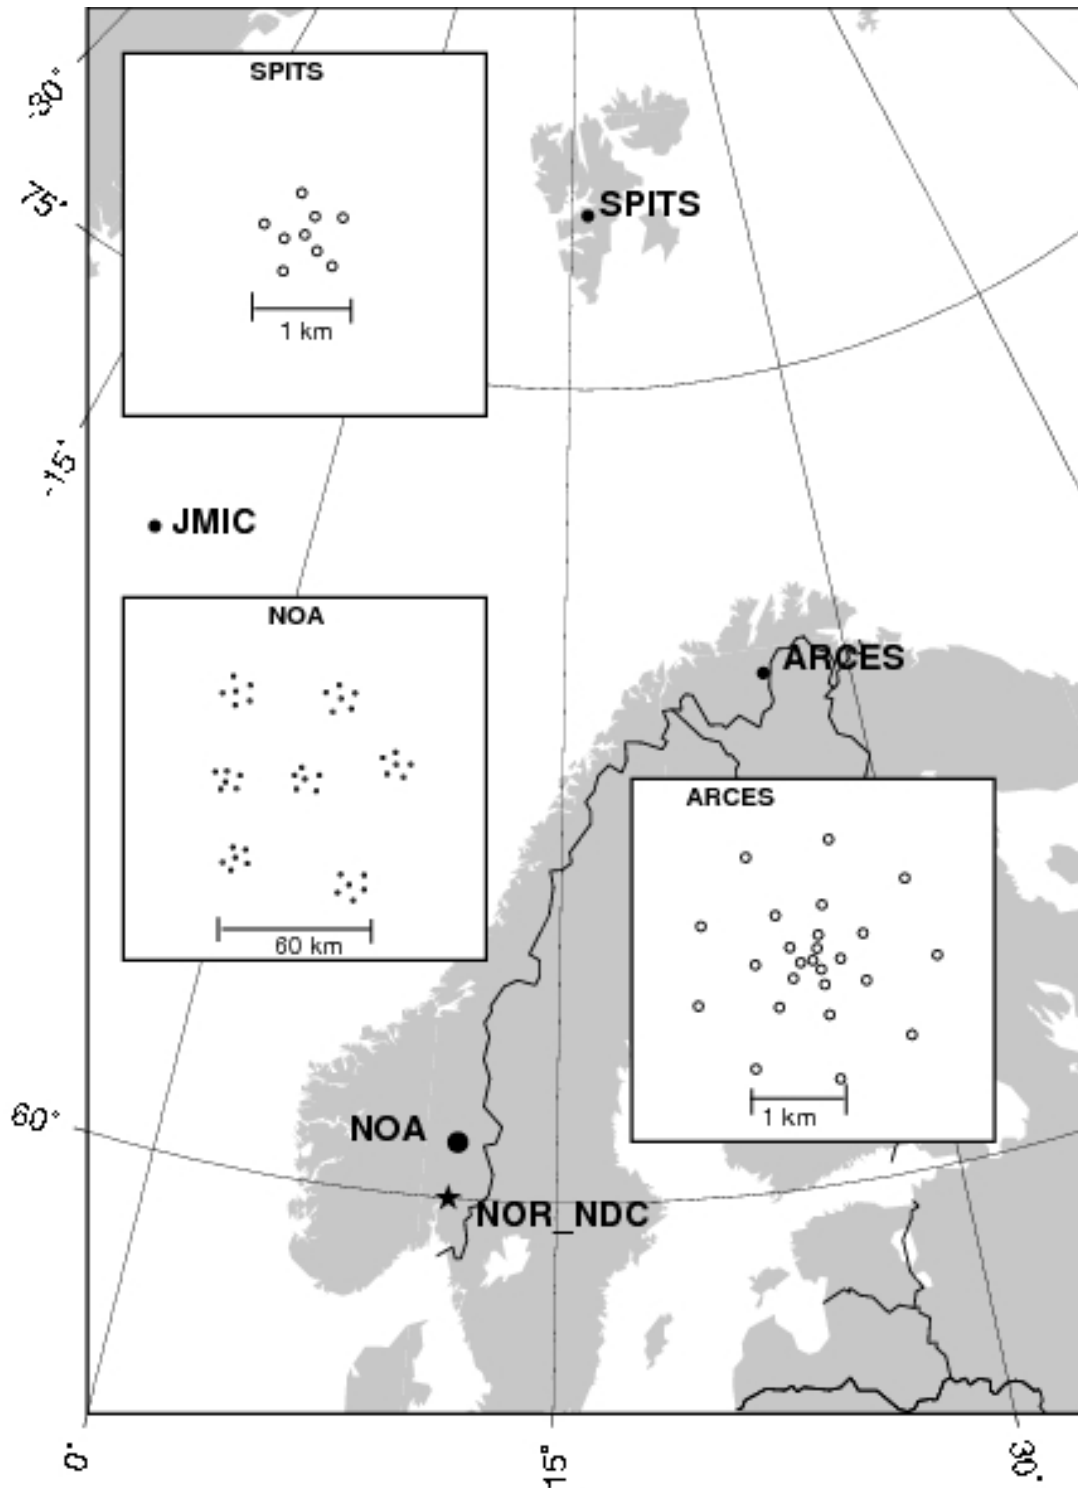 SPITS
-30°
75°
SPITS
1 km
-15°
JMIC
NOA
ARCES
ARCES
60 km
1 km
60°
NOA
NOR_NDC
0°
15°
30°